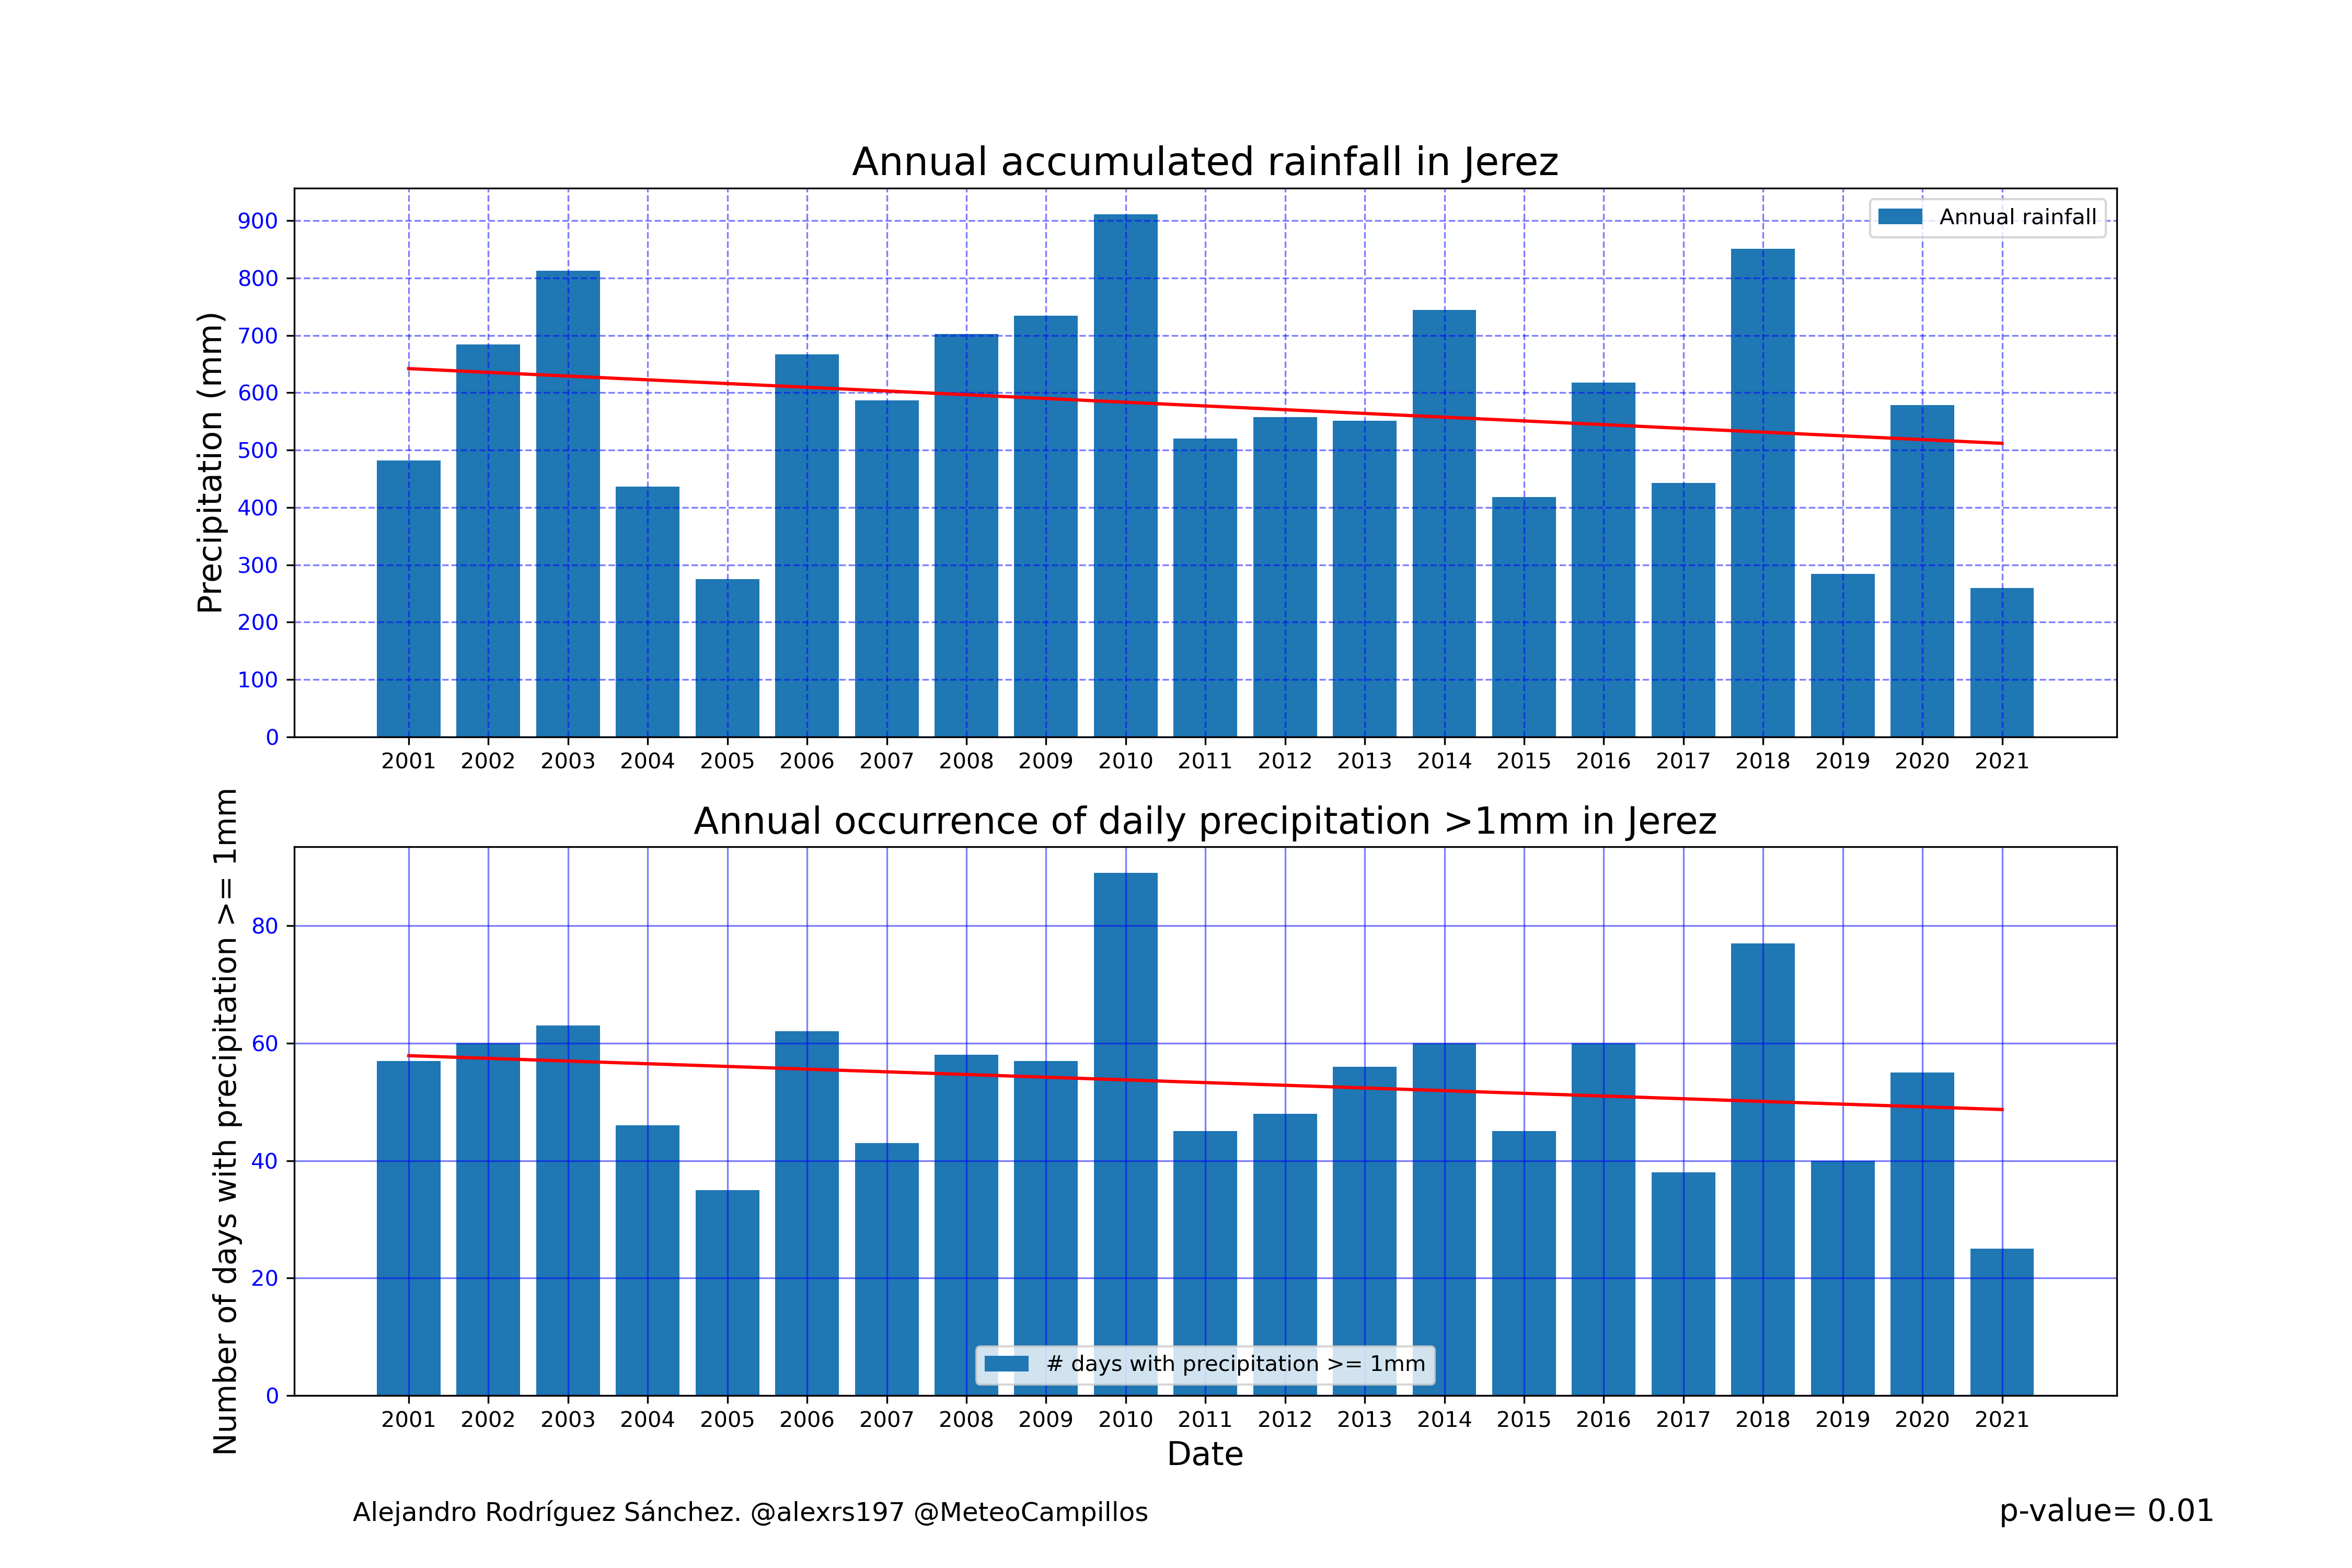 Annual accumulated rainfall in Jerez
Precipitation (mm)
900
800
700
600
500
400
300
200
100
0
Annual rainfall
2001 2002 2003 2004 2005 2006 2007 2008 2009 2010 2011 2012 2013 2014 2015 2016 2017 2018 2019 2020 2021
Annual occurrence of daily precipitation >1mm in Jerez
Number of days with precipitation >= 1mm
80
60
40
20
0
# days with precipitation >= 1mm
2001 2002 2003 2004 2005 2006 2007 2008 2009 2010 2011 2012 2013 2014 2015 2016 2017 2018 2019 2020 2021
Date
Alejandro Rodríguez Sánchez. @alexrs197 @MeteoCampillos
p-value= 0.01